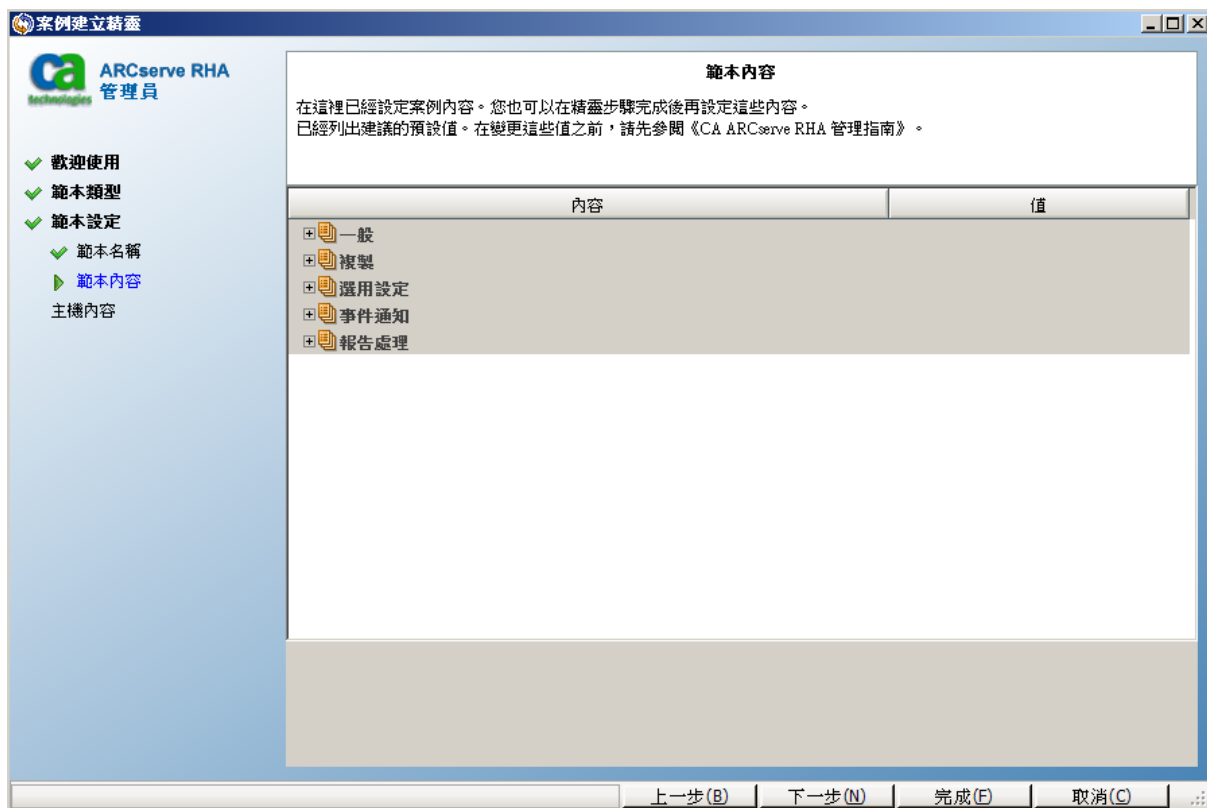 案例建立精靈
ca
technologies
ARCserve RHA
管理員
歡迎使用
範本類型
範本設定
範本名稱
範本內容
主機內容
範本內容
在這裡已經設定案例內容。您也可以在精靈步驟完成後再設定這些內容。
已經列出建議的預設值。在變更這些值之前，請先參閱《CA ARCserve RHA 管理指南》。
內容 值
一般
複製
選用設定
事件通知
報告處理
上一步(B) 下一步(N) 完成(F) 取消(C)